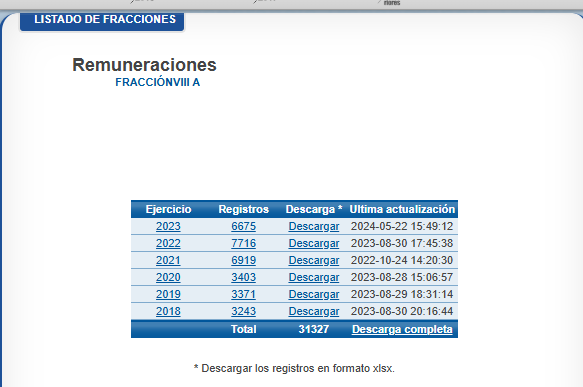 LISTADO DE FRACCIONES
Remuneraciones
FRACCIÓNVIII A
Ejercicio Registros Descarga * Ultima actualización
2023 6675 Descargar 2024-05-22 15:49:12
2022 7716 Descargar 2023-08-30 17:45:38
2021 6919 Descargar 2022-10-24 14:20:30
2020 3403 Descargar 2023-08-28 15:06:57
2019 3371 Descargar 2023-08-29 18:31:14
2018 3243 Descargar 2023-08-30 20:16:44
Total 31327 Descarga completa
* Descargar los registros en formato xlsx.